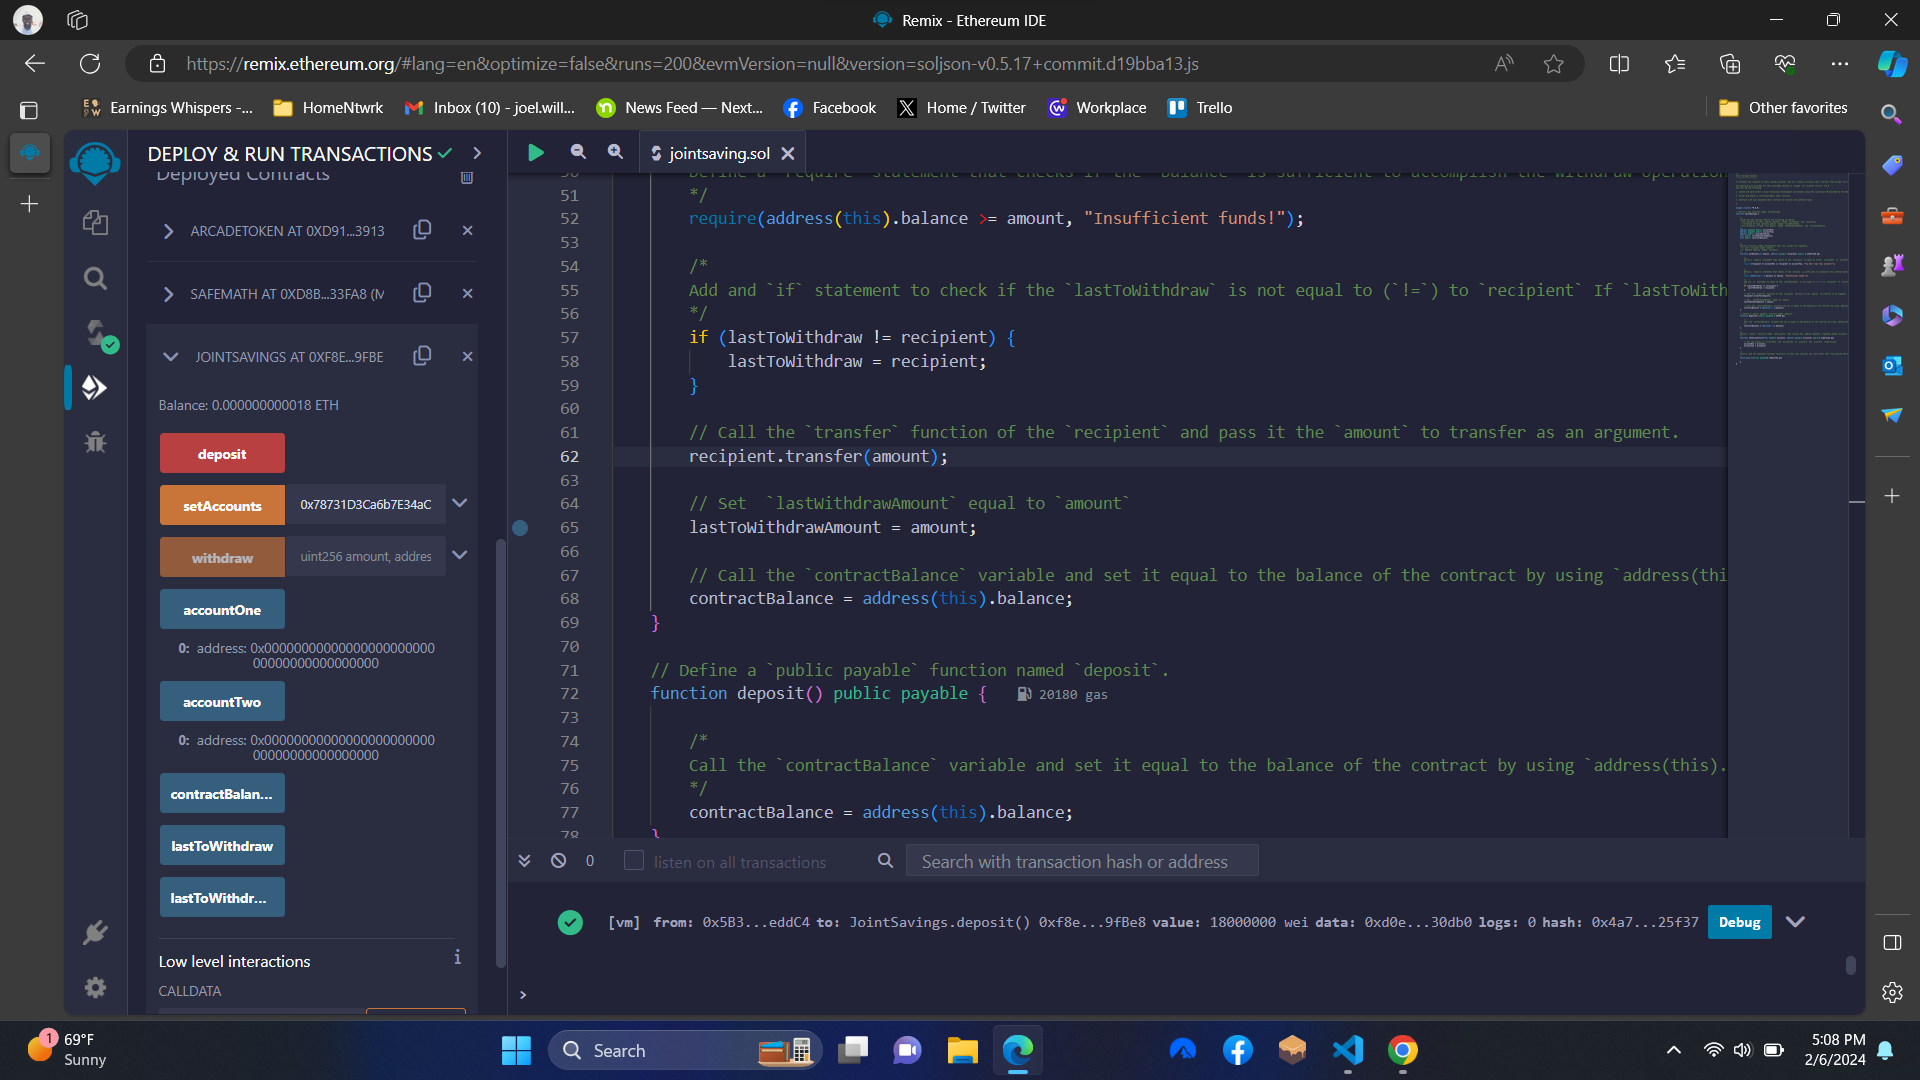 Remix - Ethereum IDE
https://remix.ethereum.org/#lang=en&optimize=false&runs=200&evmVersion=null&version=soljson-v0.5.17+commit.d19bba13.js
Earnings Whispers -...
HomeNtwrk
Inbox (10) - joel.will...
News Feed — Next...
Facebook
Home / Twitter
Workplace
Trello
Other favorites
DEPLOY & RUN TRANSACTIONS
Deployed Contracts
ARCADETOKEN AT 0XD91...3913
SAFEMATH AT 0XD8B...33FA8 (M
JOINTSAVINGS AT 0XF8E...9FBE
Balance: 0.000000000018 ETH
deposit
setAccounts
0x78731D3Ca6b7E34aC
withdraw
uint256 amount, addres
accountOne
0: address: 0x00000000000000000000000
00000000000000000
accountTwo
0: address: 0x00000000000000000000000
00000000000000000
contractBalan...
lastToWithdraw
lastToWithdr...
Low level interactions
i
CALLDATA
jointsaving.sol
50 Define a `require` statement that checks if the `balance` is sufficient to accomplish the withdraw operation
51 */
52 require(address(this).balance >= amount, "Insufficient funds!");
53
54 /*
55 Add and `if` statement to check if the `lastToWithdraw` is not equal to (`!=`) to `recipient` If `lastToWith
56 */
57 if (lastToWithdraw != recipient) {
58 lastToWithdraw = recipient;
59 }
60
61 // Call the `transfer` function of the `recipient` and pass it the `amount` to transfer as an argument.
62 recipient.transfer(amount);
63
64 // Set  `lastWithdrawAmount` equal to `amount`
65 lastToWithdrawAmount = amount;
66
67 // Call the `contractBalance` variable and set it equal to the balance of the contract by using `address(thi
68 contractBalance = address(this).balance;
69 }
70
71 // Define a `public payable` function named `deposit`.
72 function deposit() public payable { 20180 gas
73
74 /*
75 Call the `contractBalance` variable and set it equal to the balance of the contract by using `address(this).
76 */
77 contractBalance = address(this).balance;
78 }
0
listen on all transactions
Search with transaction hash or address
[vm] from: 0x5B3...eddC4 to: JointSavings.deposit() 0xf8e...9fBe8 value: 18000000 wei data: 0xd0e...30db0 logs: 0 hash: 0x4a7...25f37
Debug
>
1
69°F
Sunny
Search
5:08 PM
2/6/2024